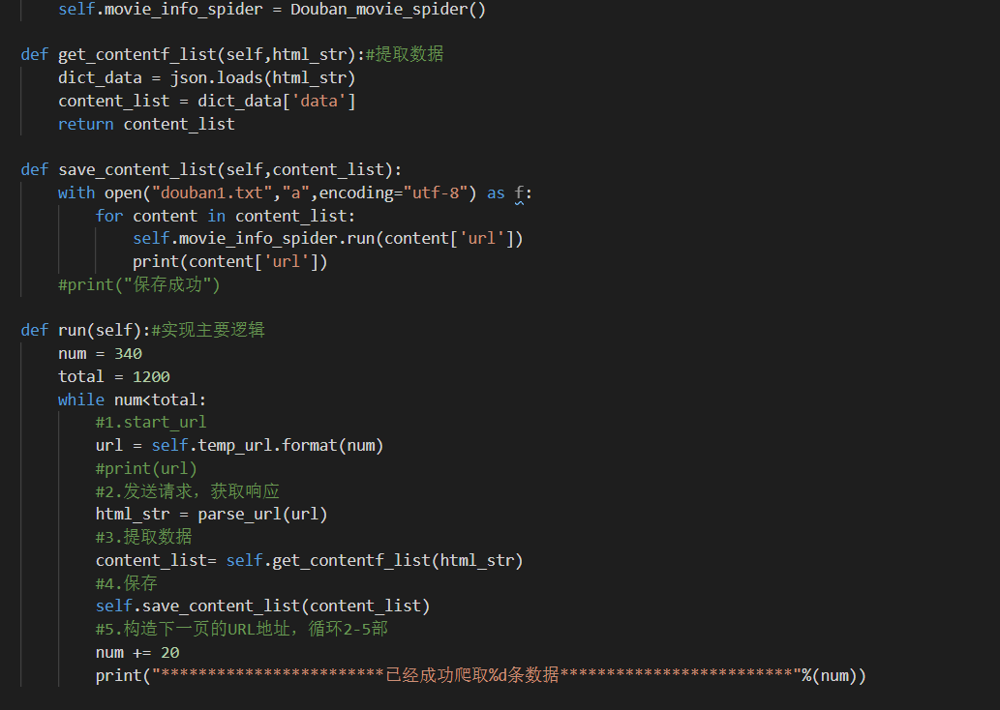 self.movie_info_spider = Douban_movie_spider()
def get_contentf_list(self,html_str):#提取数据
dict_data = json.loads(html_str)
content_list = dict_data['data']
return content_list
def save_content_list(self,content_list):
with open("douban1.txt","a",encoding="utf-8") as f:
for content in content_list:
self.movie_info_spider.run(content['url'])
print(content['url'])
#print("保存成功")
def run(self):#实现主要逻辑
num = 340
total = 1200
while num<total:
#1.start_url
url = self.temp_url.format(num)
#print(url)
#2.发送请求，获取响应
html_str = parse_url(url)
#3.提取数据
content_list= self.get_contentf_list(html_str)
#4.保存
self.save_content_list(content_list)
#5.构造下一页的URL地址，循环2-5部
num += 20
print("************************已经成功爬取%d条数据*************************"%(num))